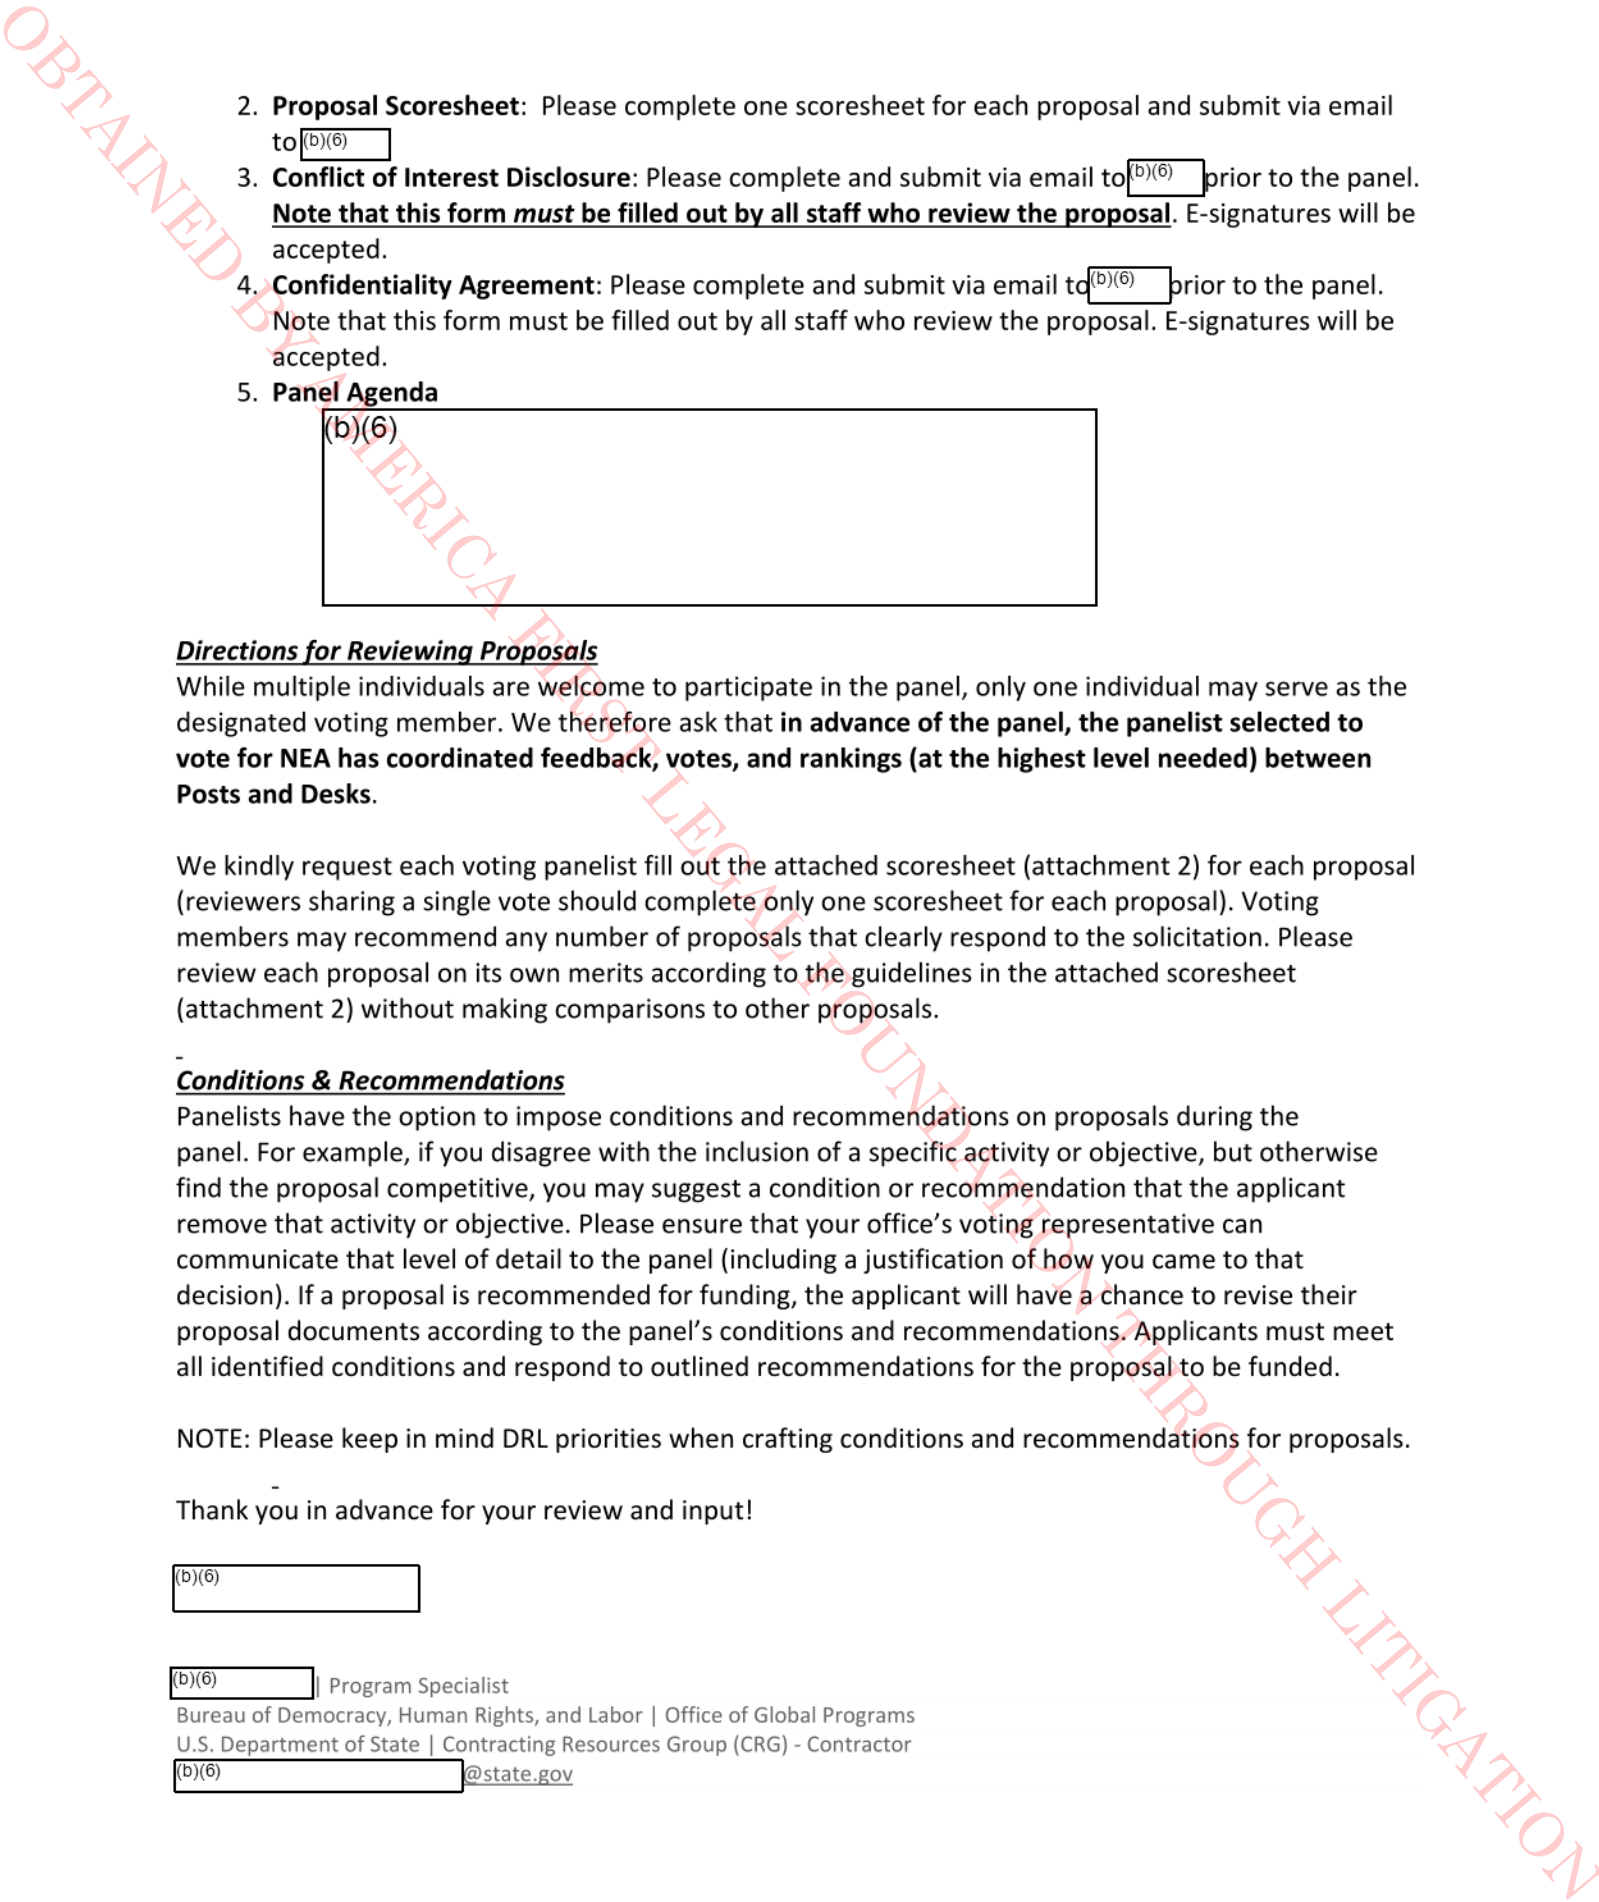 2. Proposal Scoresheet:  Please complete one scoresheet for each proposal and submit via email
to (b)(6)
3. Conflict of Interest Disclosure: Please complete and submit via email to (b)(6) prior to the panel.
Note that this form must be filled out by all staff who review the proposal. E-signatures will be
accepted.
4. Confidentiality Agreement: Please complete and submit via email to (b)(6) prior to the panel.
Note that this form must be filled out by all staff who review the proposal. E-signatures will be
accepted.
5. Panel Agenda
(b)(6)
Directions for Reviewing Proposals
While multiple individuals are welcome to participate in the panel, only one individual may serve as the
designated voting member. We therefore ask that in advance of the panel, the panelist selected to
vote for NEA has coordinated feedback, votes, and rankings (at the highest level needed) between
Posts and Desks.
We kindly request each voting panelist fill out the attached scoresheet (attachment 2) for each proposal
(reviewers sharing a single vote should complete only one scoresheet for each proposal). Voting
members may recommend any number of proposals that clearly respond to the solicitation. Please
review each proposal on its own merits according to the guidelines in the attached scoresheet
(attachment 2) without making comparisons to other proposals.
Conditions & Recommendations
Panelists have the option to impose conditions and recommendations on proposals during the
panel. For example, if you disagree with the inclusion of a specific activity or objective, but otherwise
find the proposal competitive, you may suggest a condition or recommendation that the applicant
remove that activity or objective. Please ensure that your office's voting representative can
communicate that level of detail to the panel (including a justification of how you came to that
decision). If a proposal is recommended for funding, the applicant will have a chance to revise their
proposal documents according to the panel's conditions and recommendations. Applicants must meet
all identified conditions and respond to outlined recommendations for the proposal to be funded.
NOTE: Please keep in mind DRL priorities when crafting conditions and recommendations for proposals.
Thank you in advance for your review and input!
(b)(6)
(b)(6) | Program Specialist
Bureau of Democracy, Human Rights, and Labor | Office of Global Programs
U.S. Department of State | Contracting Resources Group (CRG) - Contractor
(b)(6) @state.gov
OBTAINED BY AMERICA FIRST LEGAL FOUNDATION THROUGH LITIGATION